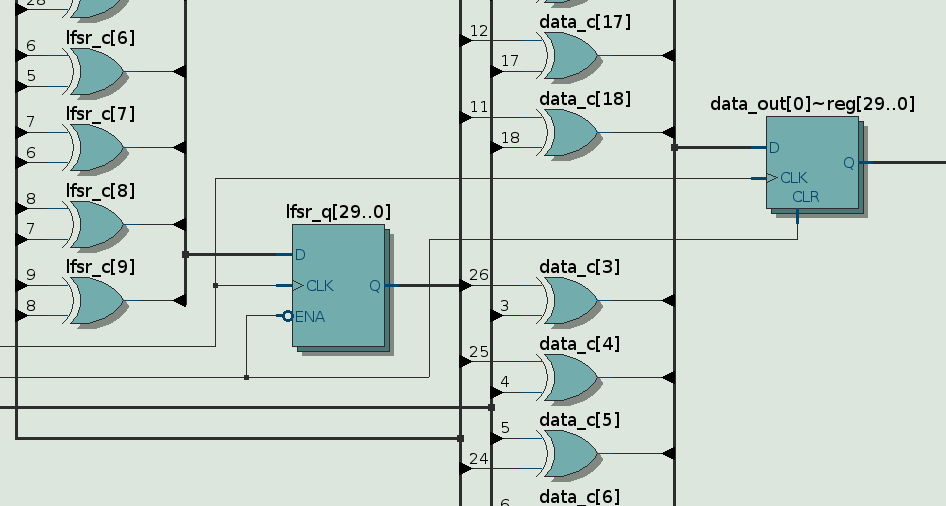 28
lfsr_c[6]
6
5
lfsr_c[7]
7
6
lfsr_c[8]
8
7
lfsr_c[9]
9
8
lfsr_q[29..0]
D
CLK
Q
ENA
data_c[17]
12
17
data_c[18]
11
18
data_c[3]
26
3
data_c[4]
25
4
data_c[5]
5
24
data_c[6]
6
data_out[0]~reg[29..0]
D
Q
CLK
CLR